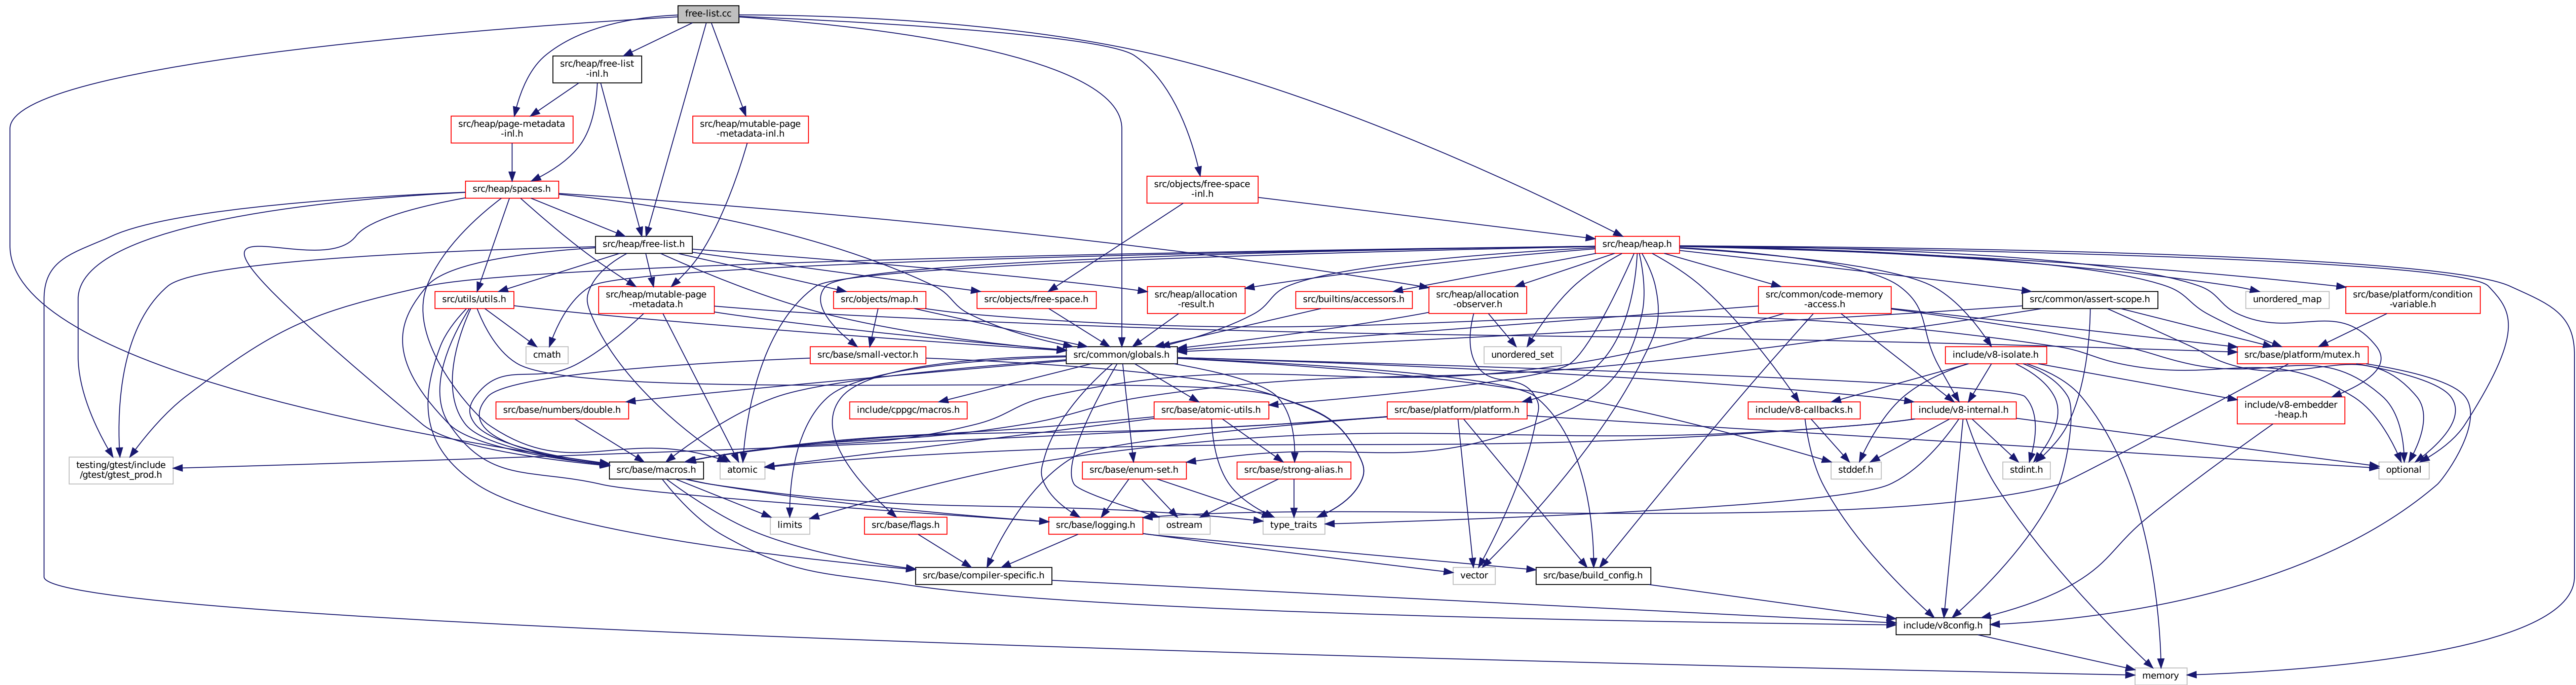 free-list.cc
src/heap/free-list
-inl.h
src/heap/page-metadata
-inl.h
src/heap/mutable-page
-metadata-inl.h
src/heap/spaces.h
src/objects/free-space
-inl.h
src/heap/free-list.h
src/heap/heap.h
src/utils/utils.h
src/heap/mutable-page
-metadata.h
src/objects/map.h
src/objects/free-space.h
src/heap/allocation
-result.h
src/builtins/accessors.h
src/heap/allocation
-observer.h
src/common/code-memory
-access.h
src/common/assert-scope.h
unordered_map
src/base/platform/condition
-variable.h
cmath
src/base/small-vector.h
src/common/globals.h
unordered_set
include/v8-isolate.h
src/base/platform/mutex.h
src/base/numbers/double.h
include/cppgc/macros.h
src/base/atomic-utils.h
src/base/platform/platform.h
include/v8-callbacks.h
include/v8-internal.h
include/v8-embedder
-heap.h
testing/gtest/include
/gtest/gtest_prod.h
src/base/macros.h
atomic
src/base/enum-set.h
src/base/strong-alias.h
stddef.h
stdint.h
optional
limits
src/base/flags.h
src/base/logging.h
ostream
type_traits
src/base/compiler-specific.h
vector
src/base/build_config.h
include/v8config.h
memory